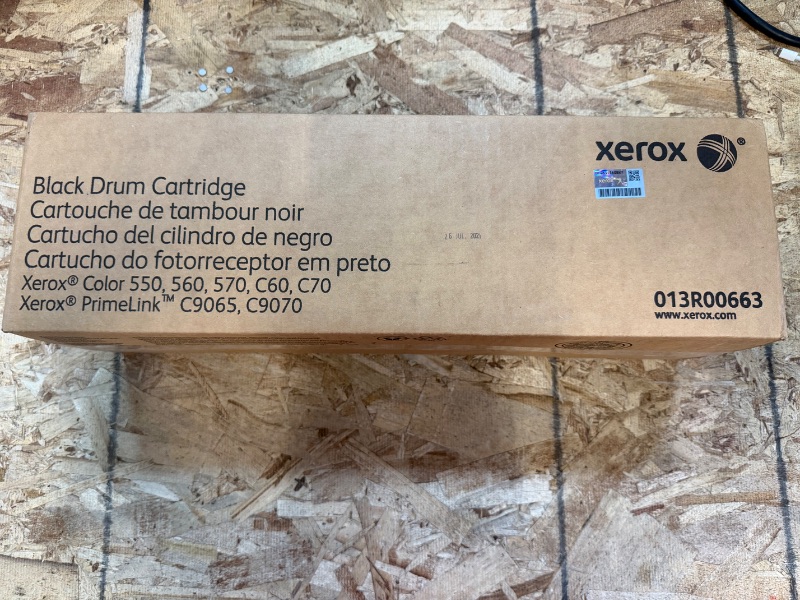 xerox®
Black Drum Cartridge
Cartouche de tambour noir
Cartucho del cilindro de negro
Cartucho do fotorreceptor em preto
Xerox® Color 550, 560, 570, C60, C70
Xerox® PrimeLink™ C9065, C9070
013R00663
www.xerox.com